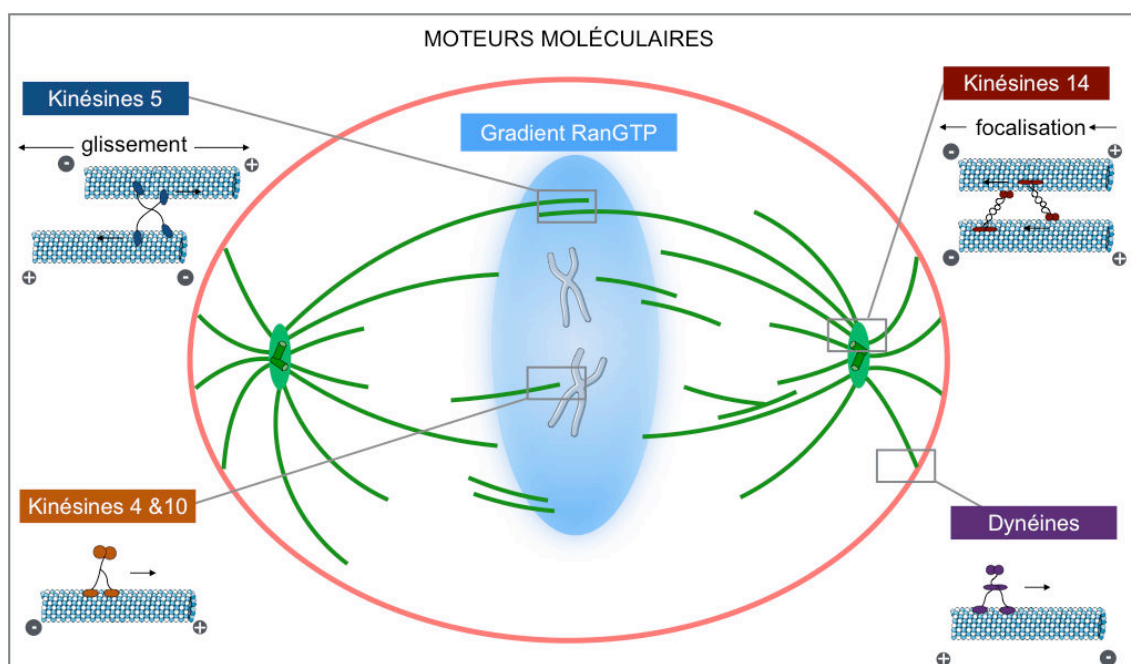 MOTEURS MOLÉCULAIRES
Kinésines 5
glissement
- +
+ -
Gradient RanGTP
Kinésines 14
focalisation
- +
- +
Kinésines 4 &10
- +
Dynéines
+ -